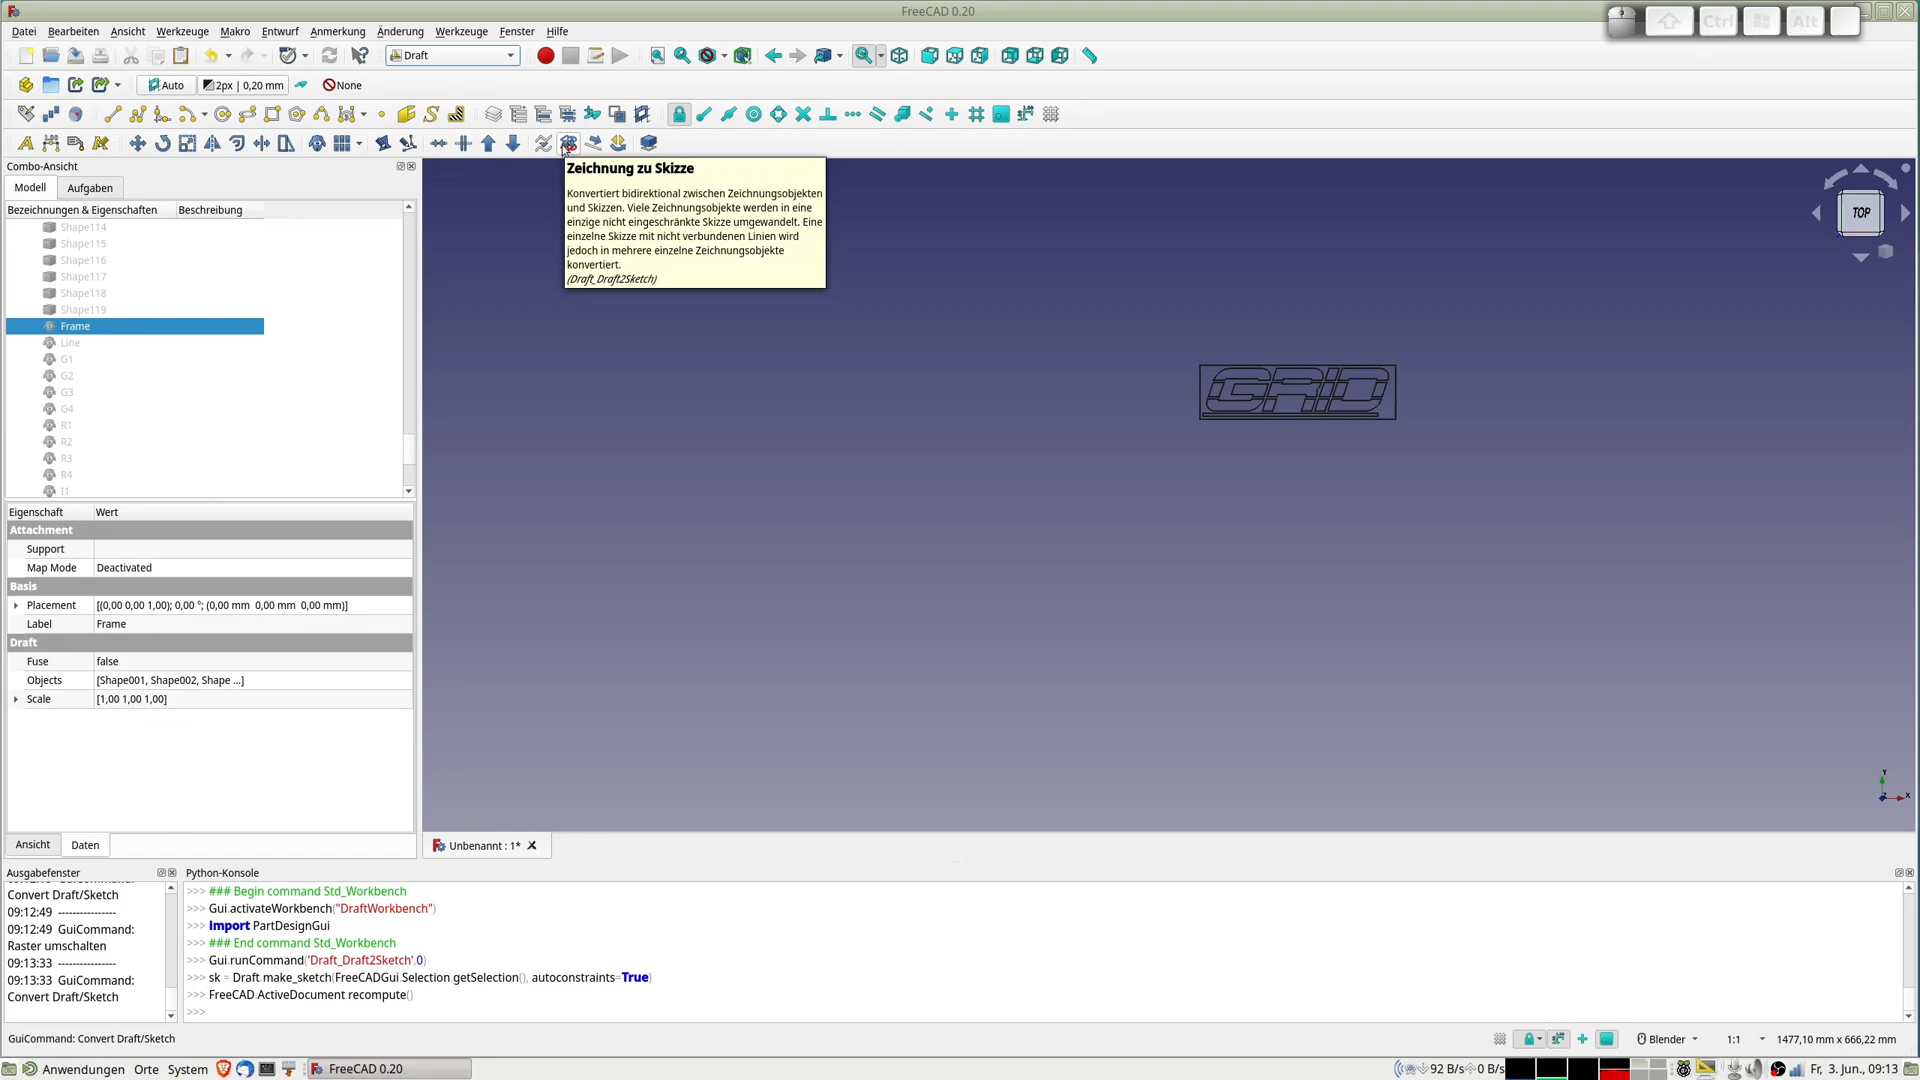 FreeCAD 0.20
Ctrl
Alt
Datei Bearbeiten Ansicht Werkzeuge Makro Entwurf Anmerkung Änderung Werkzeuge Fenster Hilfe
Draft
Auto 2px | 0,20 mm None
Combo-Ansicht
Modell Aufgaben
Bezeichnungen & Eigenschaften Beschreibung
Shape114
Shape115
Shape116
Shape117
Shape118
Shape119
Frame
Line
G1
G2
G3
G4
R1
R2
R3
R4
I1
Zeichnung zu Skizze
Konvertiert bidirektional zwischen Zeichnungsobjekten
und Skizzen. Viele Zeichnungsobjekte werden in eine
einzige nicht eingeschränkte Skizze umgewandelt. Eine
einzelne Skizze mit nicht verbundenen Linien wird
jedoch in mehrere einzelne Zeichnungsobjekte
konvertiert.
(Draft_Draft2Sketch)
TOP
GRID
Y
Z
X
Eigenschaft Wert
Attachment
Support
Map Mode Deactivated
Basis
Placement [(0,00 0,00 1,00); 0,00 °; (0,00 mm 0,00 mm 0,00 mm)]
Label Frame
Draft
Fuse false
Objects [Shape001, Shape002, Shape ...]
Scale [1,00 1,00 1,00]
Ansicht Daten
Unbenannt : 1*
Ausgabefenster
Convert Draft/Sketch
09:12:49 ----------------
09:12:49 GuiCommand:
Raster umschalten
09:13:33 ----------------
09:13:33 GuiCommand:
Convert Draft/Sketch
Python-Konsole
>>> ### Begin command Std_Workbench
>>> Gui.activateWorkbench("DraftWorkbench")
>>> Import PartDesignGui
>>> ### End command Std_Workbench
>>> Gui.runCommand('Draft_Draft2Sketch',0)
>>> sk = Draft.make_sketch(FreeCADGui.Selection.getSelection(), autoconstraints=True)
>>> FreeCAD.ActiveDocument.recompute()
>>>
GuiCommand: Convert Draft/Sketch
Blender 1:1 1477,10 mm x 666,22 mm
Anwendungen Orte System FreeCAD 0.20
92 B/s 0 B/s
Fr, 3. Jun., 09:13